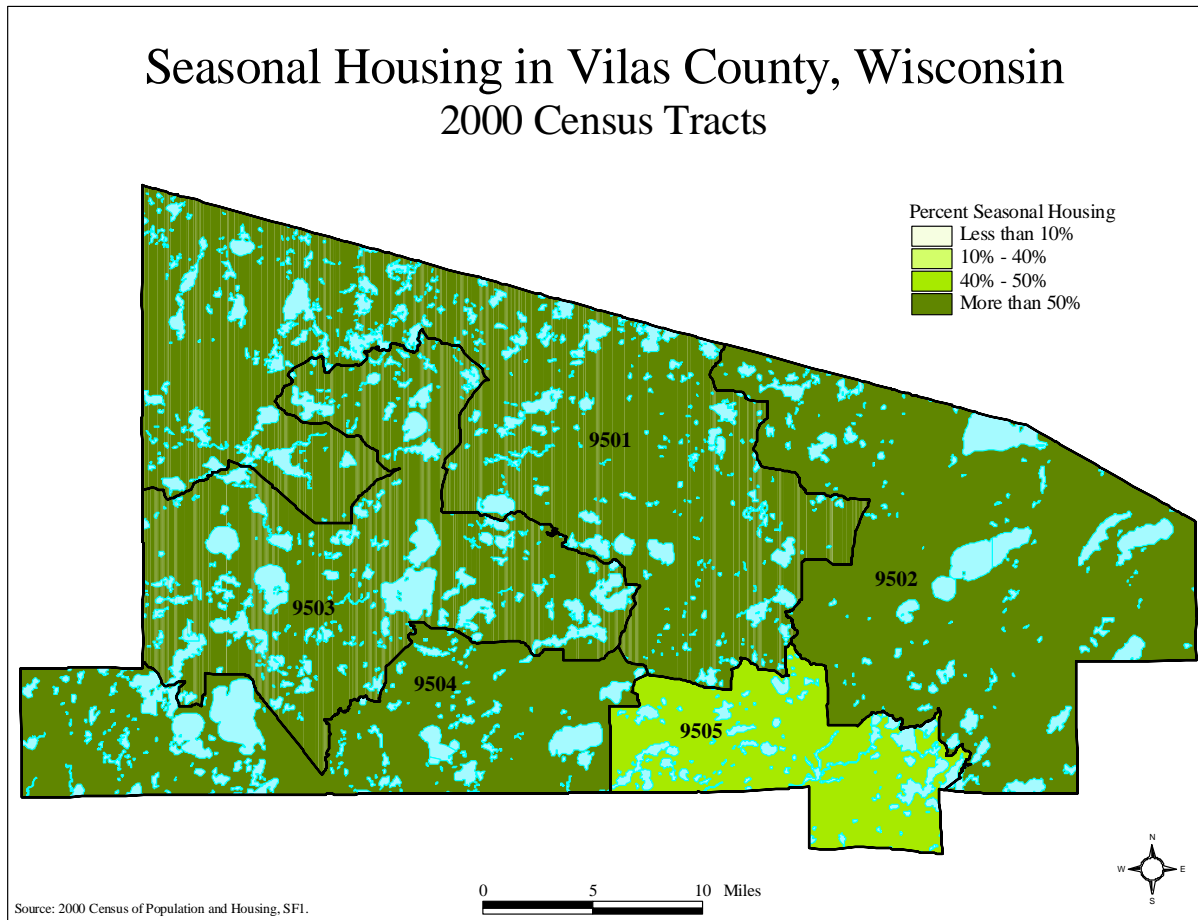 Seasonal Housing in Vilas County, Wisconsin
2000 Census Tracts
Percent Seasonal Housing
Less than 10%
10% - 40%
40% - 50%
More than 50%
9501
9502
9503
9504
9505
0 5 10 Miles
N
W E
S
Source: 2000 Census of Population and Housing, SF1.